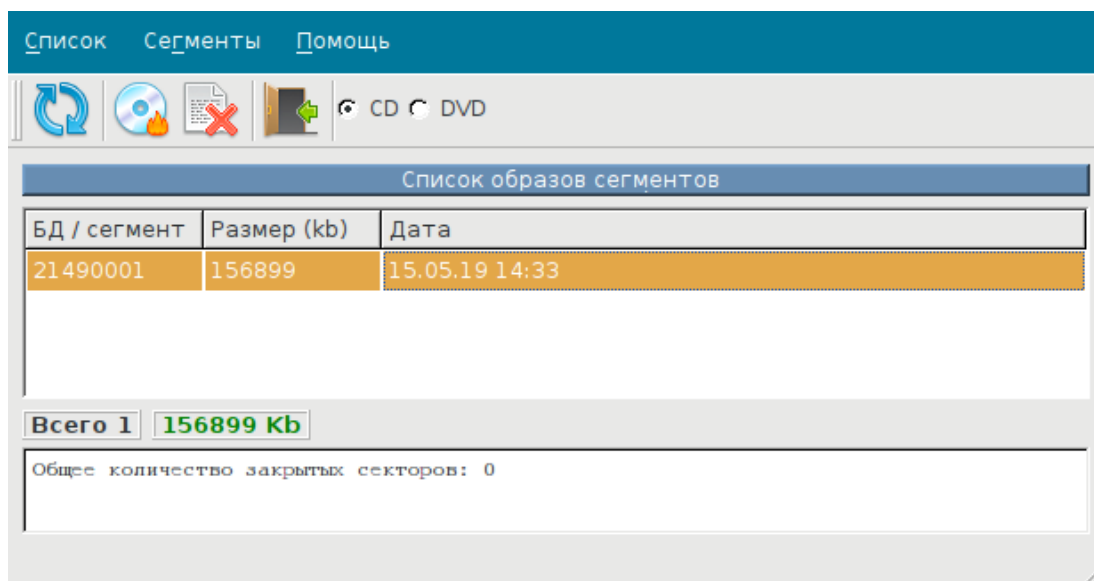 Список Сегменты Помощь
CD DVD
Список образов сегментов
БД / сегмент Размер (kb) Дата
21490001 156899 15.05.19 14:33
Всего 1 156899 Kb
Общее количество закрытых секторов: 0